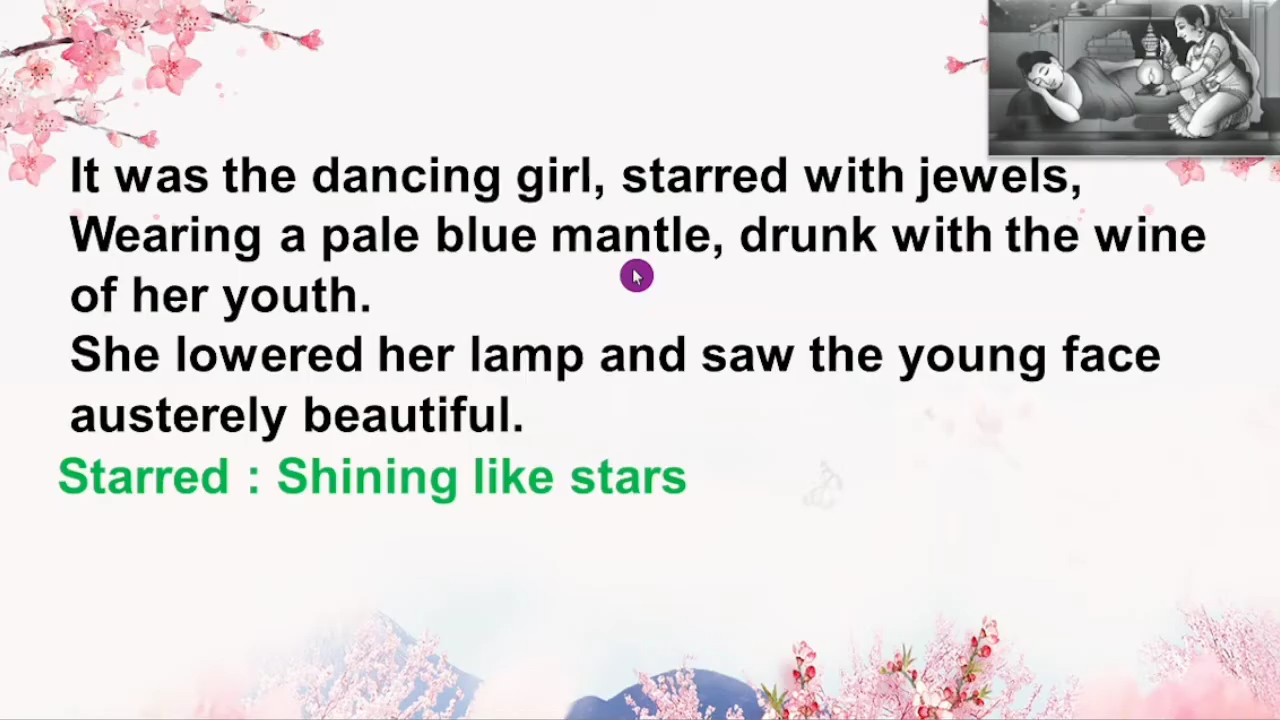 It was the dancing girl, starred with jewels,
Wearing a pale blue mantle, drunk with the wine
of her youth.
She lowered her lamp and saw the young face
austerely beautiful.
Starred : Shining like stars